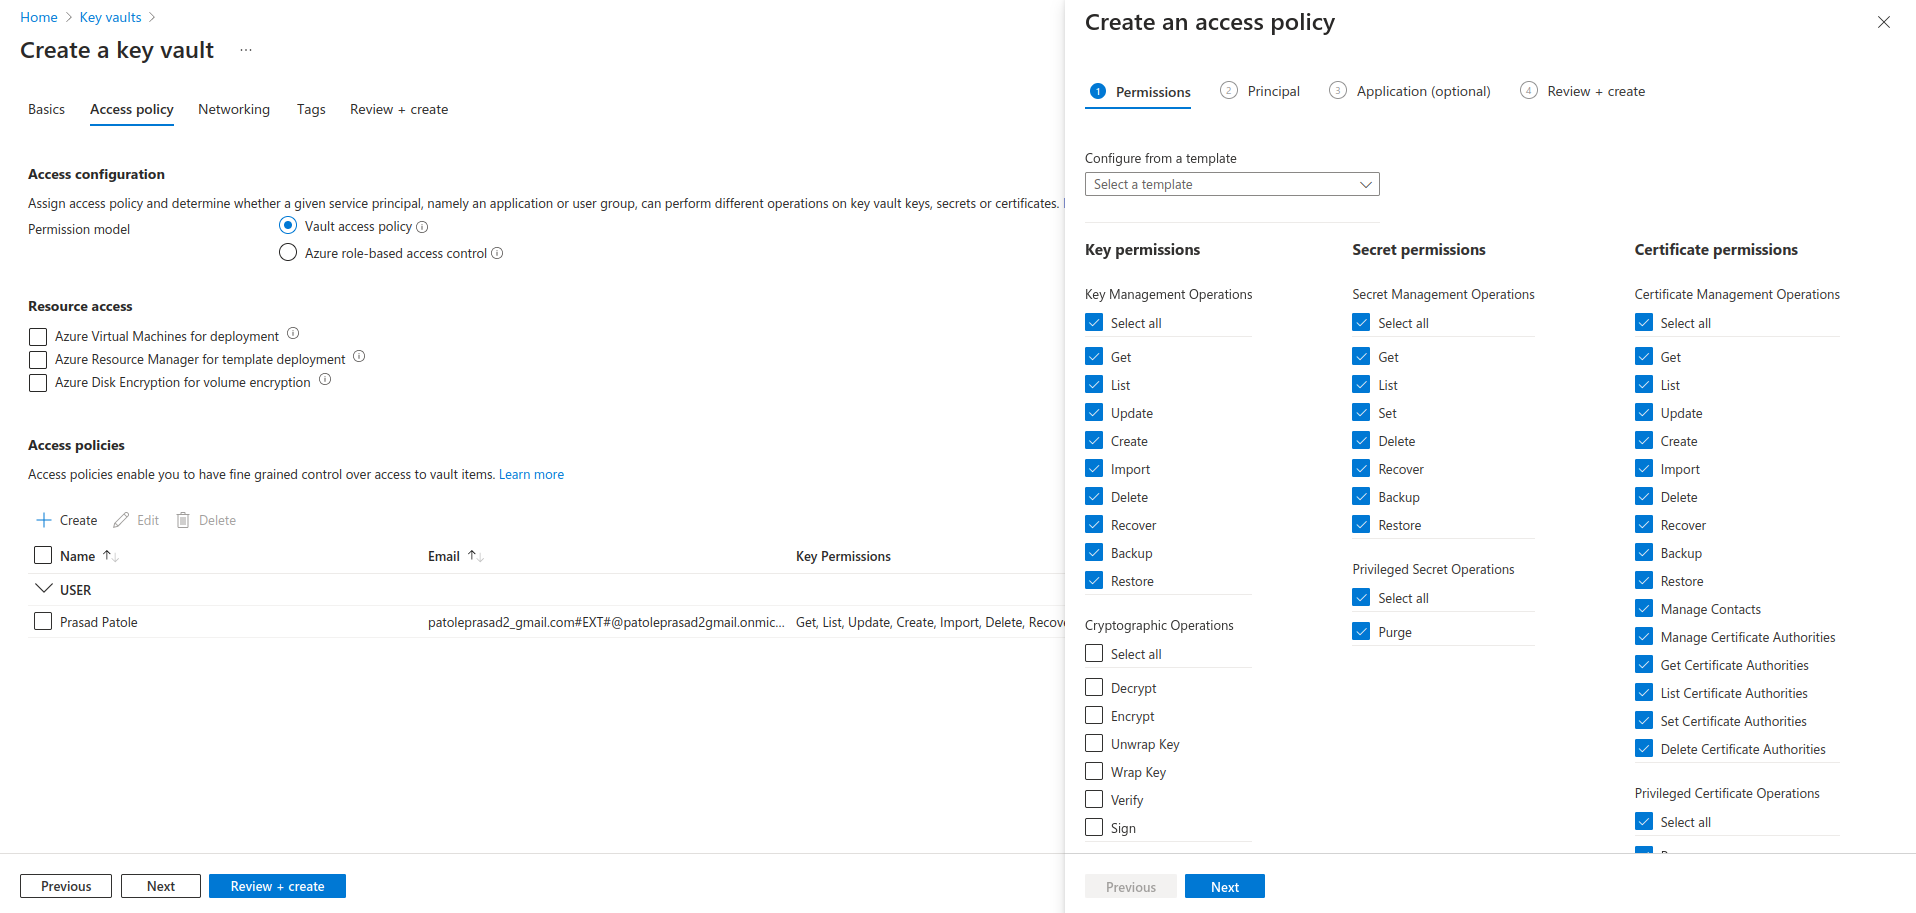 Home > Key vaults >
Create a key vault ...
Basics Access policy Networking Tags Review + create
Access configuration
Assign access policy and determine whether a given service principal, namely an application or user group, can perform different operations on key vault keys, secrets or certificates.
Permission model
Vault access policy
Azure role-based access control
Resource access
Azure Virtual Machines for deployment
Azure Resource Manager for template deployment
Azure Disk Encryption for volume encryption
Access policies
Access policies enable you to have fine grained control over access to vault items. Learn more
Create Edit Delete
Name Email Key Permissions
USER
Prasad Patole patoleprasad2_gmail.com#EXT#@patoleprasad2gmail.onmic... Get, List, Update, Create, Import, Delete, Recov
Previous Next Review + create
Create an access policy
1 Permissions 2 Principal 3 Application (optional) 4 Review + create
Configure from a template
Select a template
Key permissions
Key Management Operations
Select all
Get
List
Update
Create
Import
Delete
Recover
Backup
Restore
Cryptographic Operations
Select all
Decrypt
Encrypt
Unwrap Key
Wrap Key
Verify
Sign
Secret permissions
Secret Management Operations
Select all
Get
List
Set
Delete
Recover
Backup
Restore
Privileged Secret Operations
Select all
Purge
Certificate permissions
Certificate Management Operations
Select all
Get
List
Update
Create
Import
Delete
Recover
Backup
Restore
Manage Contacts
Manage Certificate Authorities
Get Certificate Authorities
List Certificate Authorities
Set Certificate Authorities
Delete Certificate Authorities
Privileged Certificate Operations
Select all
Previous Next